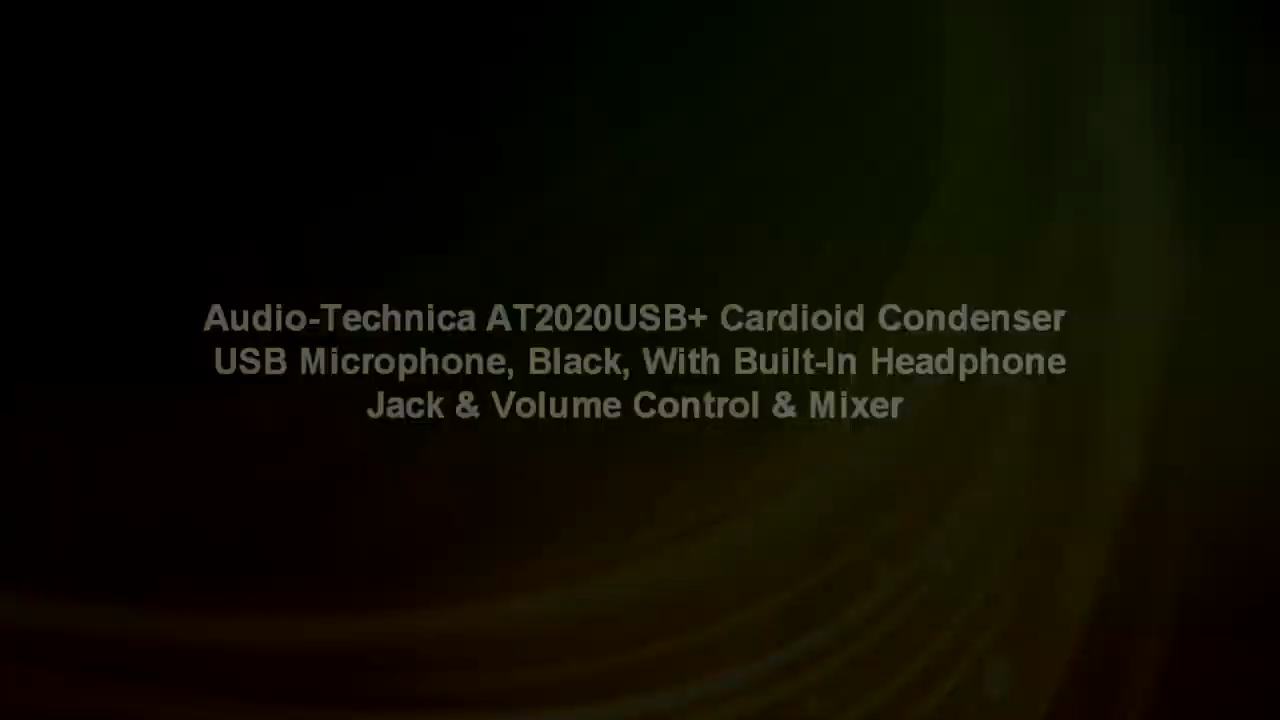 Audio-Technica AT2020USB+ Cardioid Condenser
USB Microphone, Black, With Built-In Headphone
Jack & Volume Control & Mixer